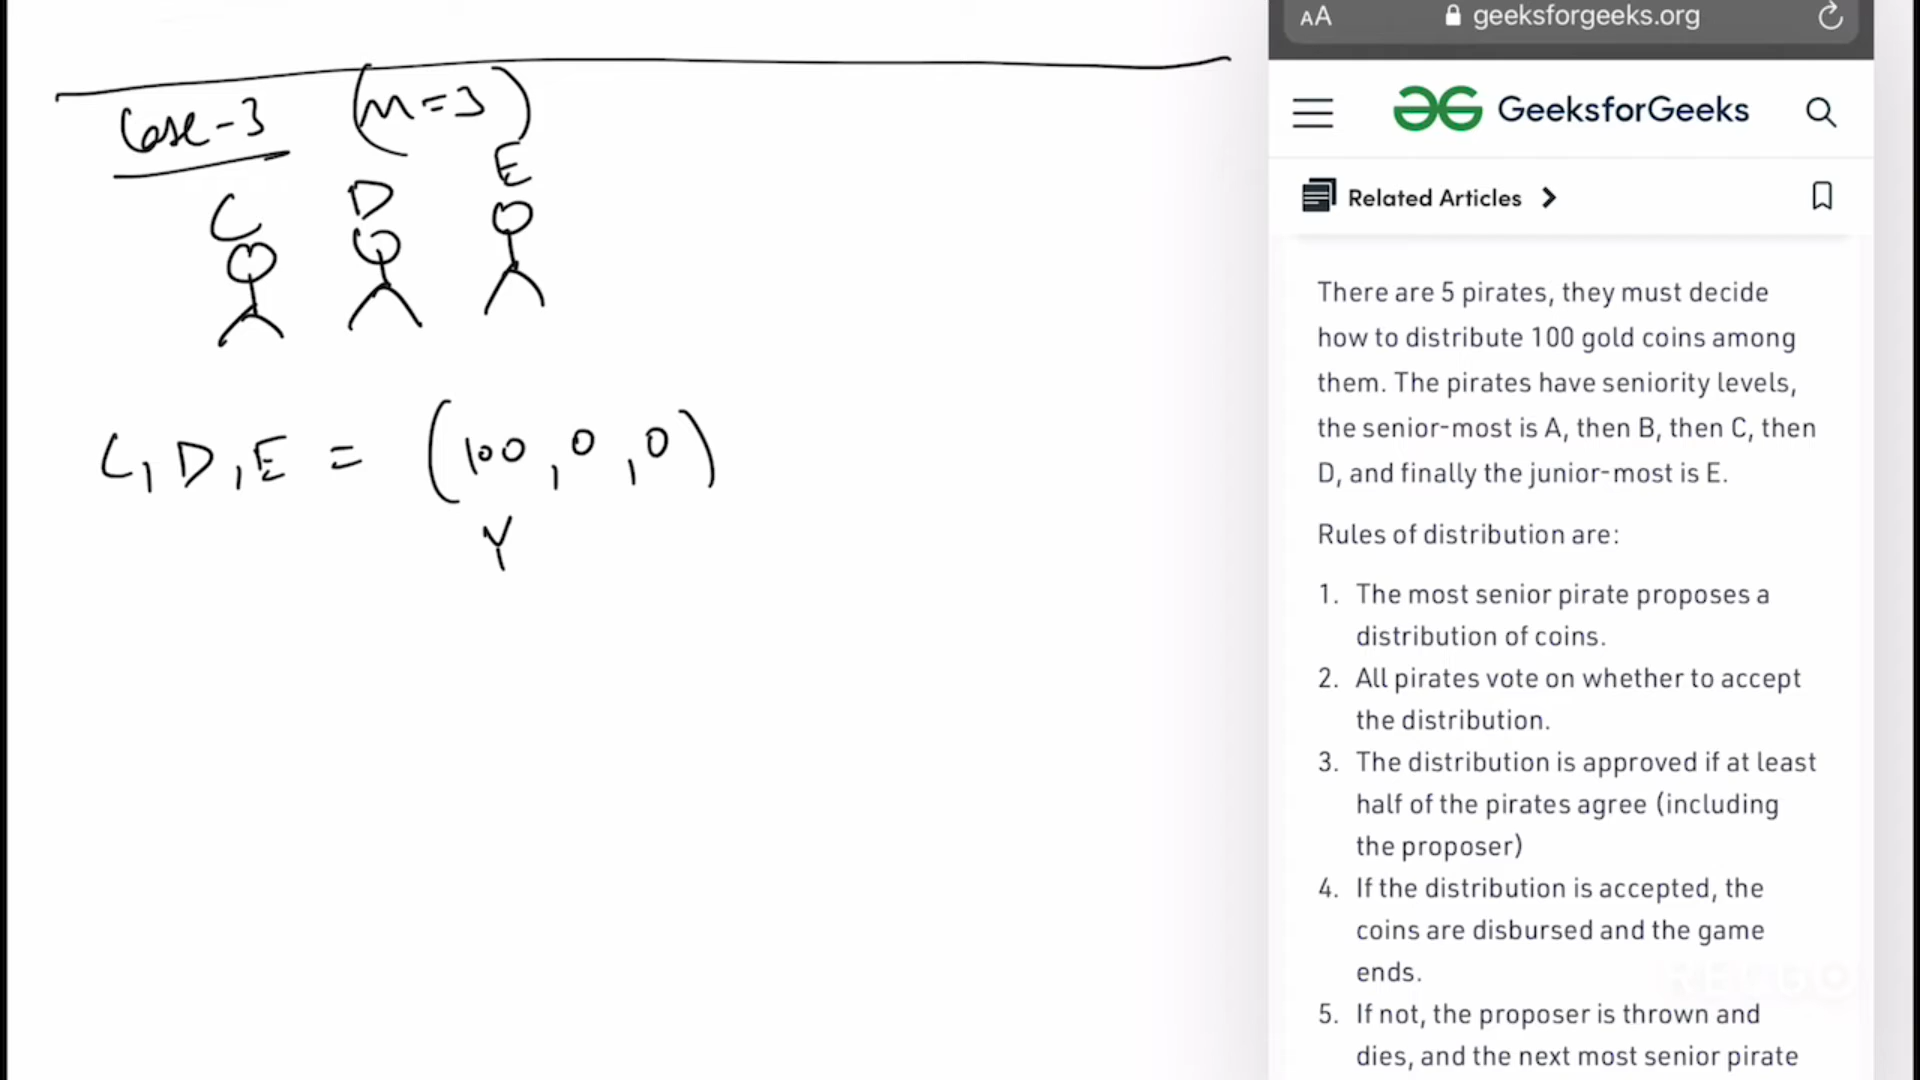 Case-3 (n=3)
C D E
C, D, E = (100, 0, 0)
Y
AA geeksforgeeks.org
GeeksforGeeks
Related Articles
There are 5 pirates, they must decide
how to distribute 100 gold coins among
them. The pirates have seniority levels,
the senior-most is A, then B, then C, then
D, and finally the junior-most is E.
Rules of distribution are:
1. The most senior pirate proposes a
distribution of coins.
2. All pirates vote on whether to accept
the distribution.
3. The distribution is approved if at least
half of the pirates agree (including
the proposer)
4. If the distribution is accepted, the
coins are disbursed and the game
ends.
5. If not, the proposer is thrown and
dies, and the next most senior pirate